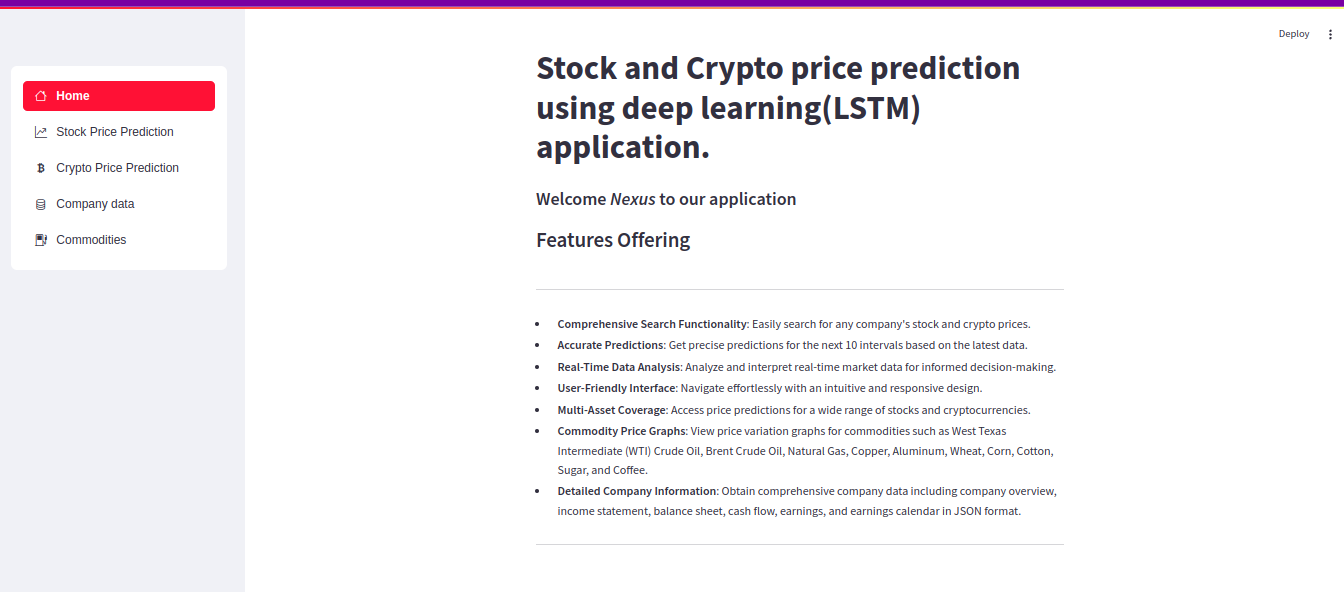 Deploy
Home
Stock Price Prediction
Crypto Price Prediction
Company data
Commodities
Stock and Crypto price prediction
using deep learning(LSTM)
application.
Welcome Nexus to our application
Features Offering
Comprehensive Search Functionality: Easily search for any company's stock and crypto prices.
Accurate Predictions: Get precise predictions for the next 10 intervals based on the latest data.
Real-Time Data Analysis: Analyze and interpret real-time market data for informed decision-making.
User-Friendly Interface: Navigate effortlessly with an intuitive and responsive design.
Multi-Asset Coverage: Access price predictions for a wide range of stocks and cryptocurrencies.
Commodity Price Graphs: View price variation graphs for commodities such as West Texas
Intermediate (WTI) Crude Oil, Brent Crude Oil, Natural Gas, Copper, Aluminum, Wheat, Corn, Cotton,
Sugar, and Coffee.
Detailed Company Information: Obtain comprehensive company data including company overview,
income statement, balance sheet, cash flow, earnings, and earnings calendar in JSON format.